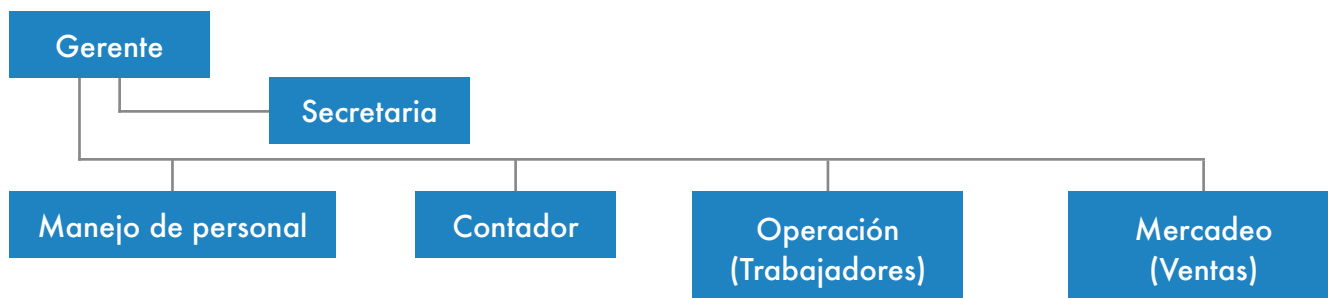 Gerente
Secretaria
Manejo de personal
Contador
Operación
(Trabajadores)
Mercadeo
(Ventas)